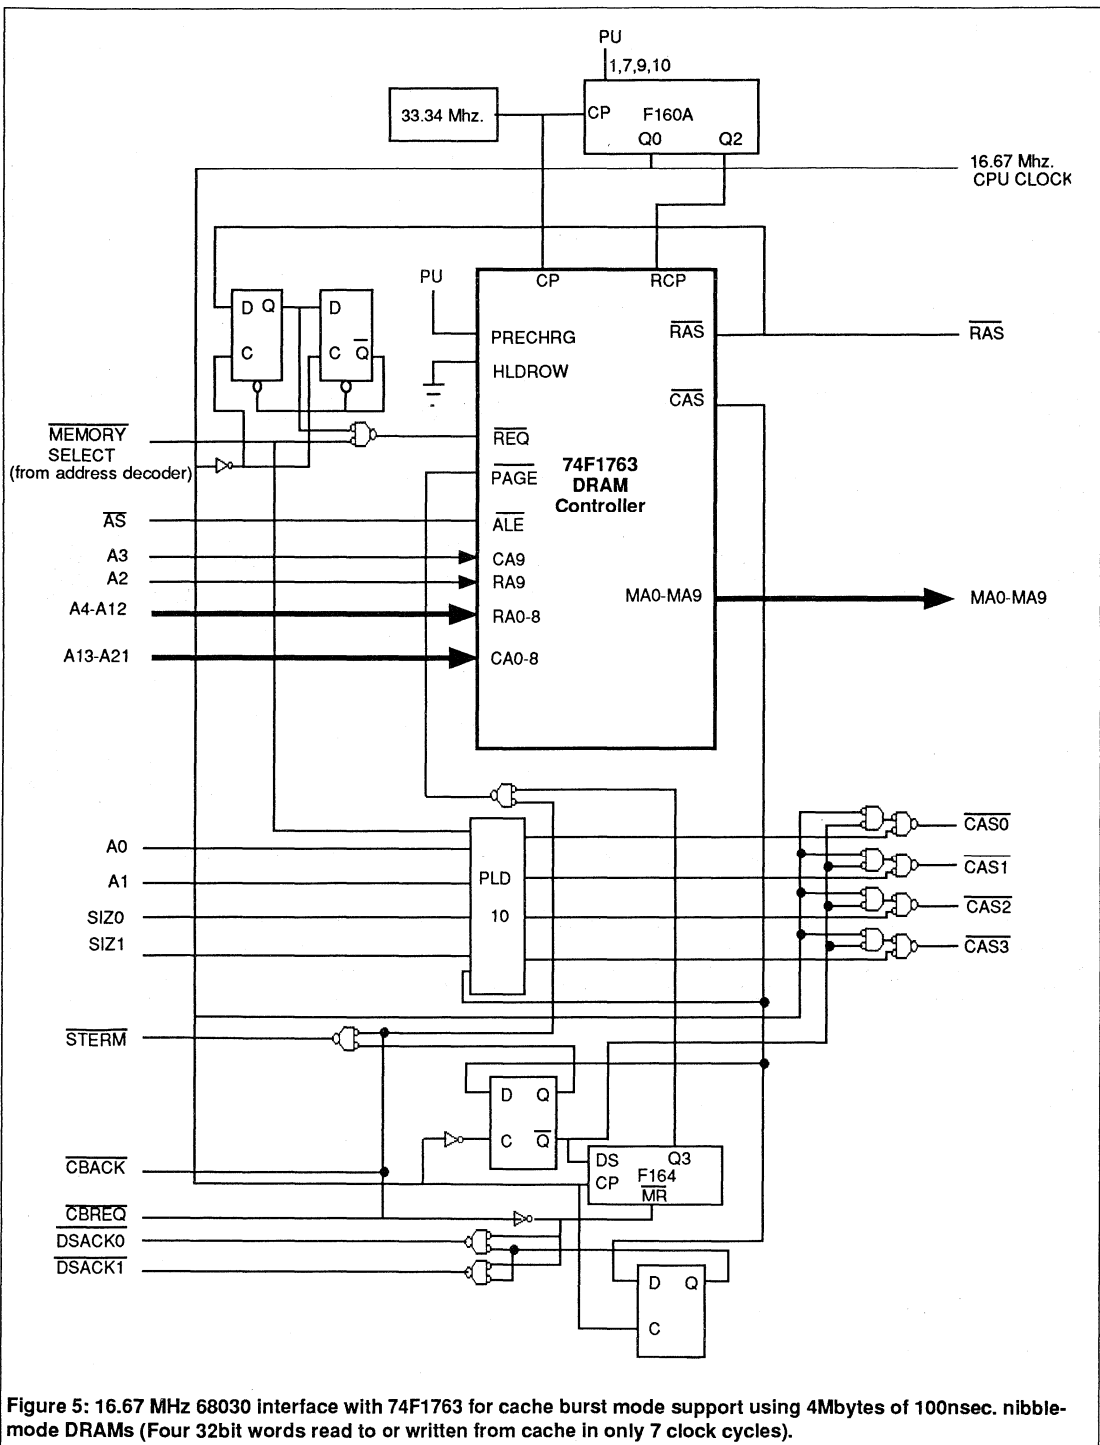 PU
1,7,9,10
33.34 Mhz.
CP
F160A
Q0
Q2
16.67 Mhz.
CPU CLOCK
PU
CP
RCP
D
Q
D
C
C
Q
PRECHRG
HLDROW
RAS
RAS
CAS
MEMORY
SELECT
(from address decoder)
REQ
PAGE
74F1763
DRAM
Controller
AS
ALE
A3
CA9
A2
RA9
A4-A12
RA0-8
MA0-MA9
MA0-MA9
A13-A21
CA0-8
A0
A1
SIZ0
SIZ1
PLD
10
CAS0
CAS1
CAS2
CAS3
STERM
D
Q
C
Q
CBACK
DS
Q3
CP
F164
MR
CBREQ
DSACK0
DSACK1
D
Q
C
Figure 5: 16.67 MHz 68030 interface with 74F1763 for cache burst mode support using 4Mbytes of 100nsec. nibble-
mode DRAMs (Four 32bit words read to or written from cache in only 7 clock cycles).